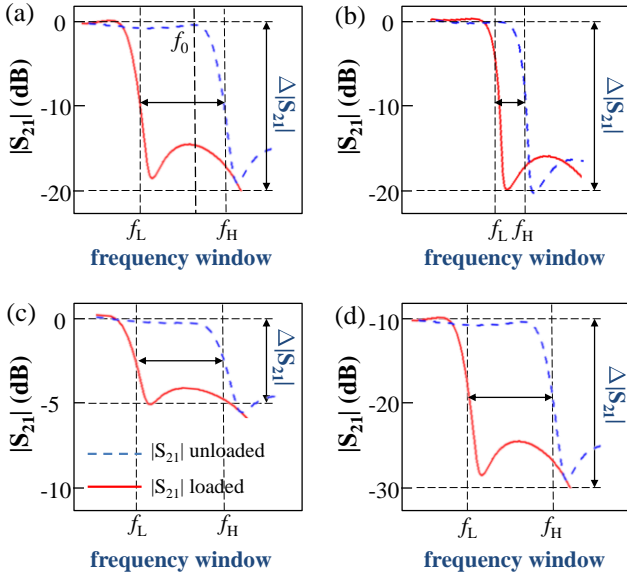 (a)
0
-10
-20
|S21| (dB)
f0
Δ|S21|
fL
fH
frequency window
(b)
0
-10
-20
|S21| (dB)
Δ|S21|
fL
fH
frequency window
(c)
0
-5
-10
|S21| (dB)
Δ|S21|
|S21| unloaded
|S21| loaded
fL
fH
frequency window
(d)
-10
-20
-30
|S21| (dB)
Δ|S21|
fL
fH
frequency window